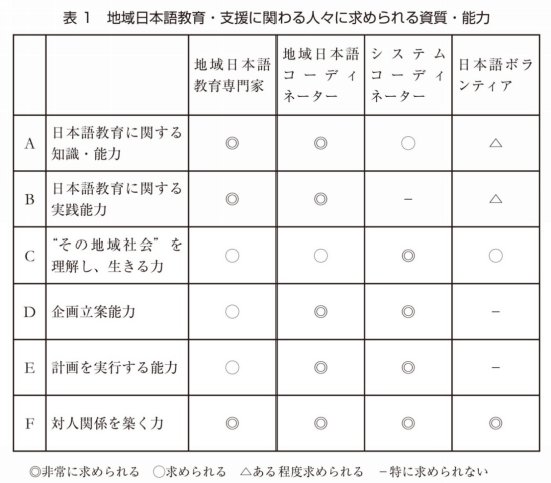 表 1　地域日本語教育・支援に関わる人々に求められる資質・能力
地域日本語
教育専門家
地域日本語
コーディ
ネーター
システム
コーディ
ネーター
日本語ボラ
ンティア
A
日本語教育に関する
知識・能力
◎ ◎ ○ △
B
日本語教育に関する
実践能力
◎ ◎ － △
C
“その地域社会” を
理解し、生きる力
○ ○ ◎ ○
D
企画立案能力
○ ◎ ◎ －
E
計画を実行する能力
○ ◎ ◎ －
F
対人関係を築く力
◎ ◎ ◎ ◎
◎非常に求められる　○求められる　△ある程度求められる　－特に求められない